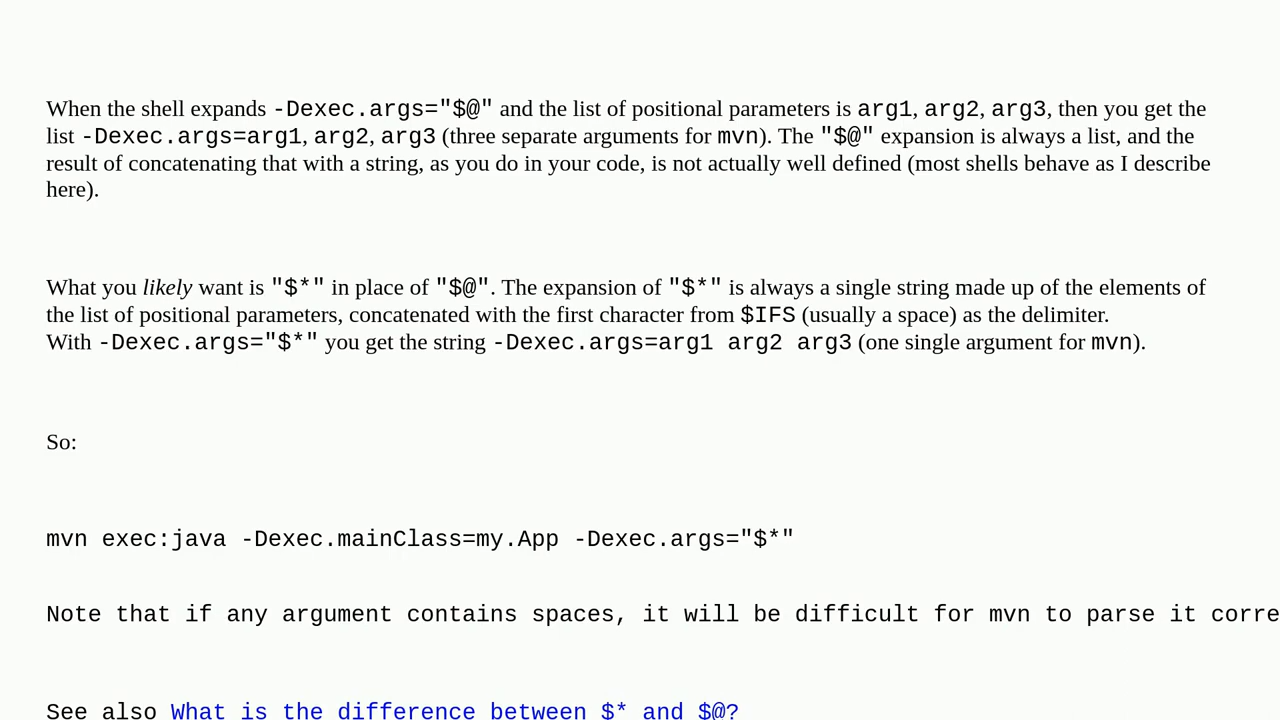 When the shell expands -Dexec.args="$@" and the list of positional parameters is arg1, arg2, arg3, then you get the
list -Dexec.args=arg1, arg2, arg3 (three separate arguments for mvn). The "$@" expansion is always a list, and the
result of concatenating that with a string, as you do in your code, is not actually well defined (most shells behave as I describe
here).
What you likely want is "$*" in place of "$@". The expansion of "$*" is always a single string made up of the elements of
the list of positional parameters, concatenated with the first character from $IFS (usually a space) as the delimiter.
With -Dexec.args="$*" you get the string -Dexec.args=arg1 arg2 arg3 (one single argument for mvn).
So:
mvn exec:java -Dexec.mainClass=my.App -Dexec.args="$*"
Note that if any argument contains spaces, it will be difficult for mvn to parse it corre
See also What is the difference between $* and $@?